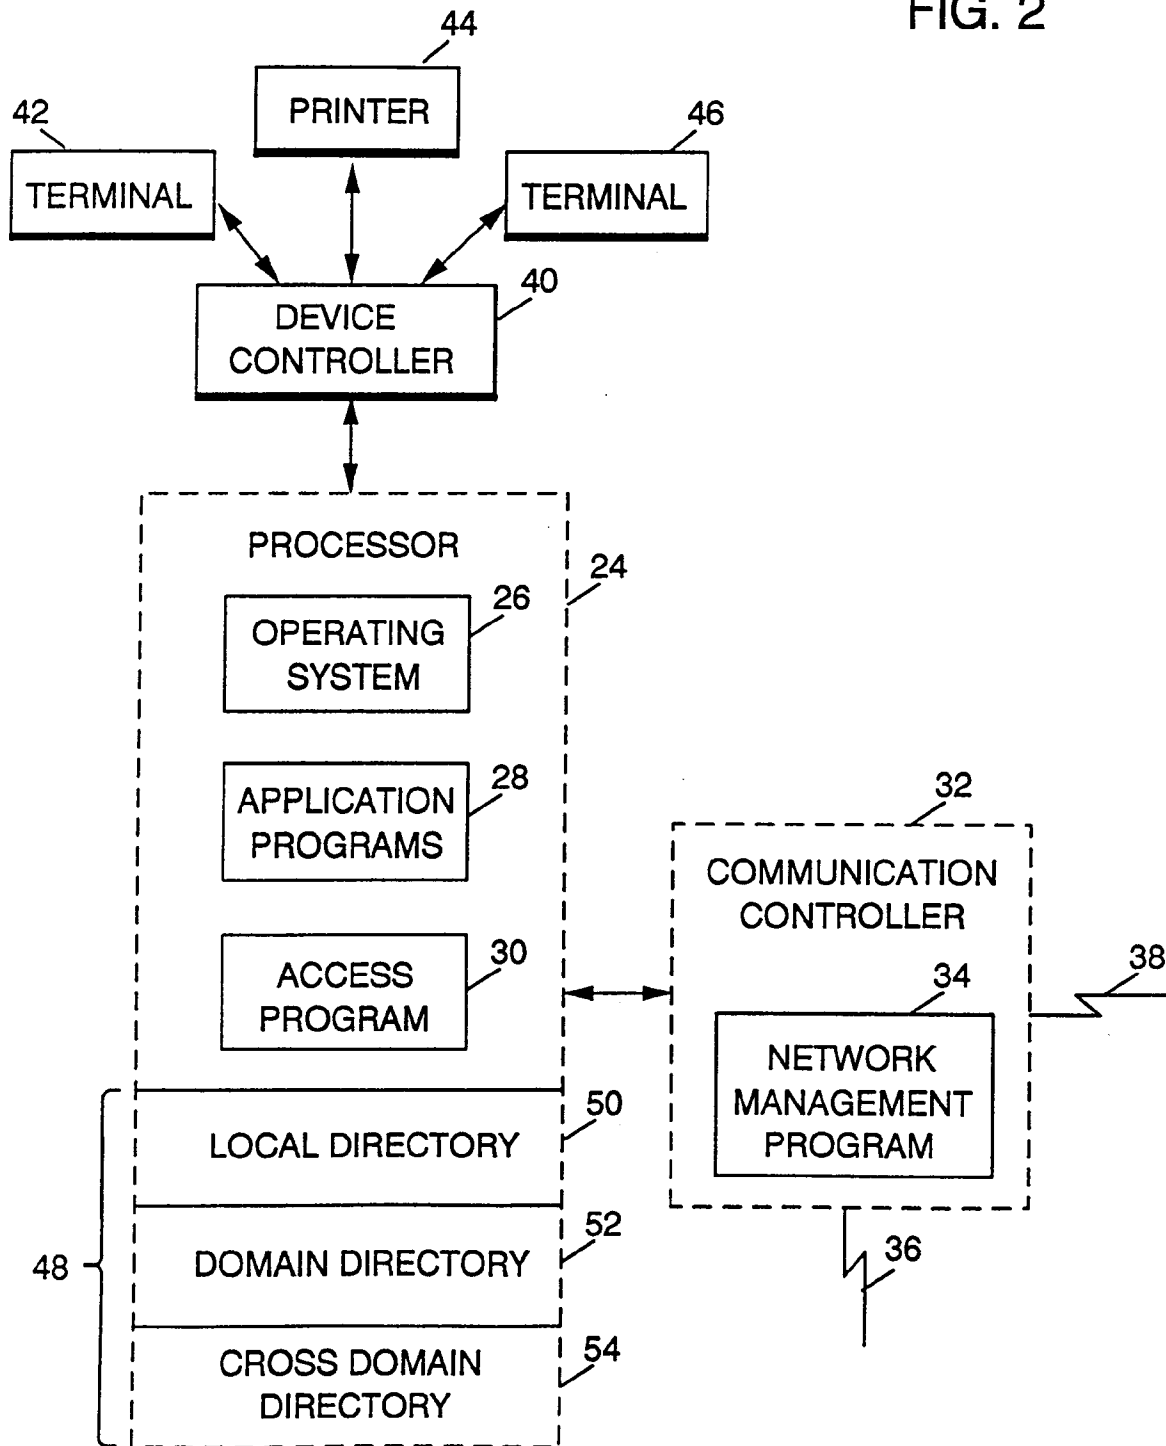 FIG. 2
44
PRINTER
42
TERMINAL
46
TERMINAL
40
DEVICE
CONTROLLER
PROCESSOR
24
26
OPERATING
SYSTEM
28
APPLICATION
PROGRAMS
30
ACCESS
PROGRAM
32
COMMUNICATION
CONTROLLER
34
NETWORK
MANAGEMENT
PROGRAM
38
36
48
50
LOCAL DIRECTORY
52
DOMAIN DIRECTORY
54
CROSS DOMAIN
DIRECTORY